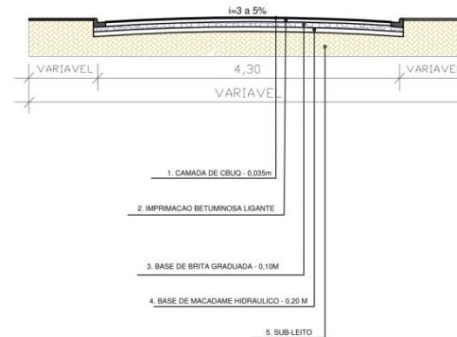 i=3 a 5%
VARIAVEL 4,30 VARIAVEL
VARIAVEL
1. CAMADA DE CBUQ - 0,035m
2. IMPRIMACAO BETUMINOSA LIGANTE
3. BASE DE BRITA GRADUADA - 0,10M
4. BASE DE MACADAME HIDRAULICO - 0,20 M
5. SUB-LEITO